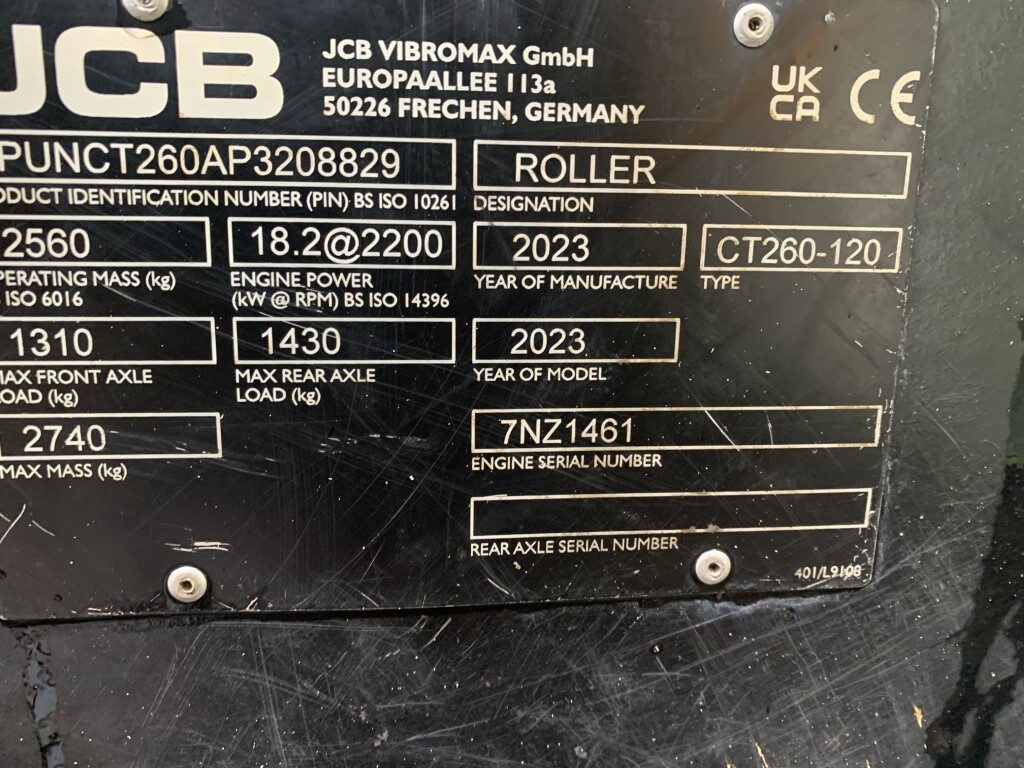 JCB
JCB VIBROMAX GmbH
EUROPAALLEE 113a
50226 FRECHEN, GERMANY
UK
CA CE
PUNCT260AP3208829
ODUCT IDENTIFICATION NUMBER (PIN) BS ISO 10261
ROLLER
DESIGNATION
2560
PERATING MASS (kg)
ISO 6016
18.2@2200
ENGINE POWER
(kW @ RPM) BS ISO 14396
2023
YEAR OF MANUFACTURE
CT260-120
TYPE
1310
AX FRONT AXLE
OAD (kg)
1430
MAX REAR AXLE
LOAD (kg)
2023
YEAR OF MODEL
2740
MAX MASS (kg)
7NZ1461
ENGINE SERIAL NUMBER
REAR AXLE SERIAL NUMBER
401/L9108